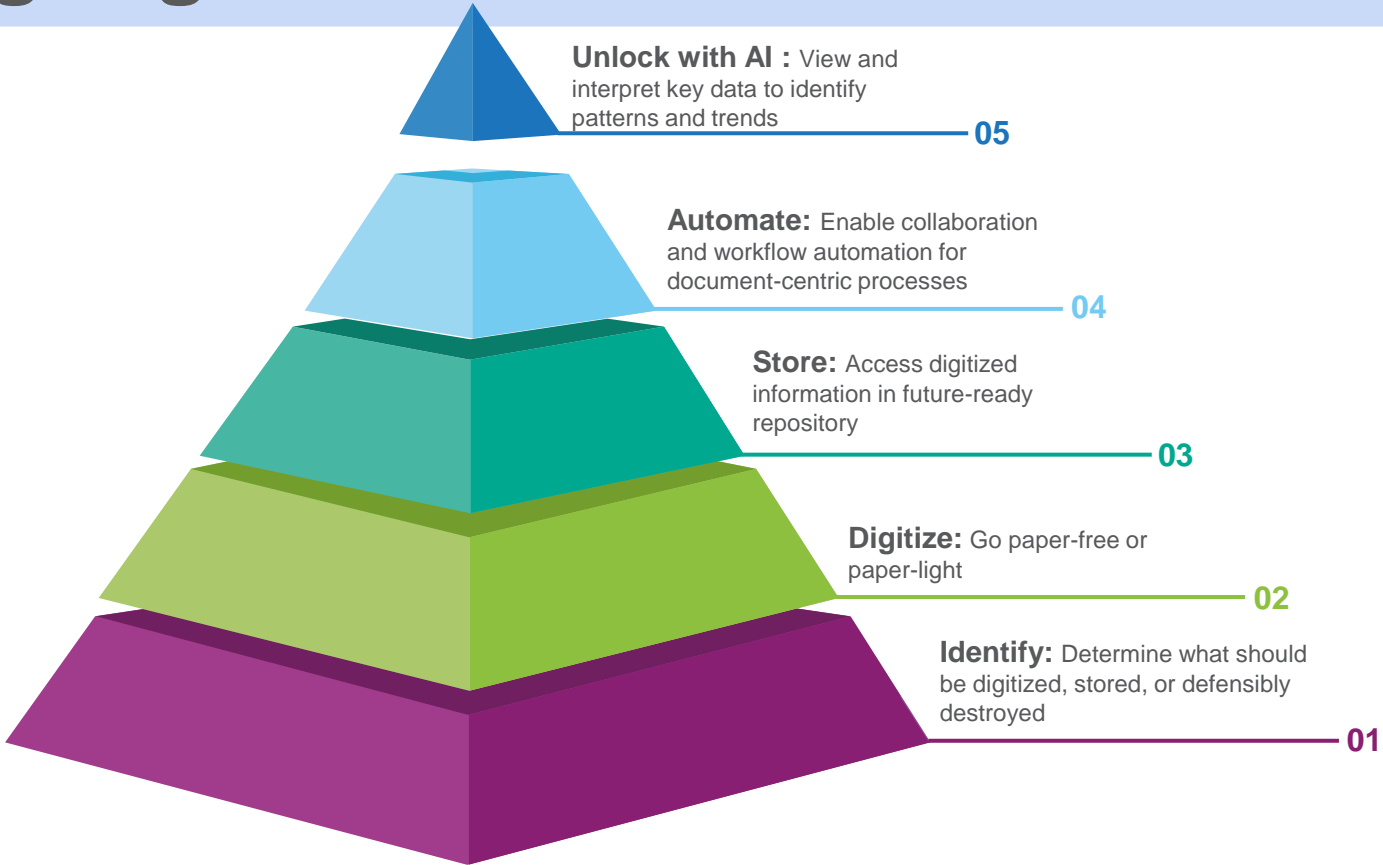 Unlock with AI : View and
interpret key data to identify
patterns and trends
05
Automate: Enable collaboration
and workflow automation for
document-centric processes
04
Store: Access digitized
information in future-ready
repository
03
Digitize: Go paper-free or
paper-light
02
Identify: Determine what should
be digitized, stored, or defensibly
destroyed
01